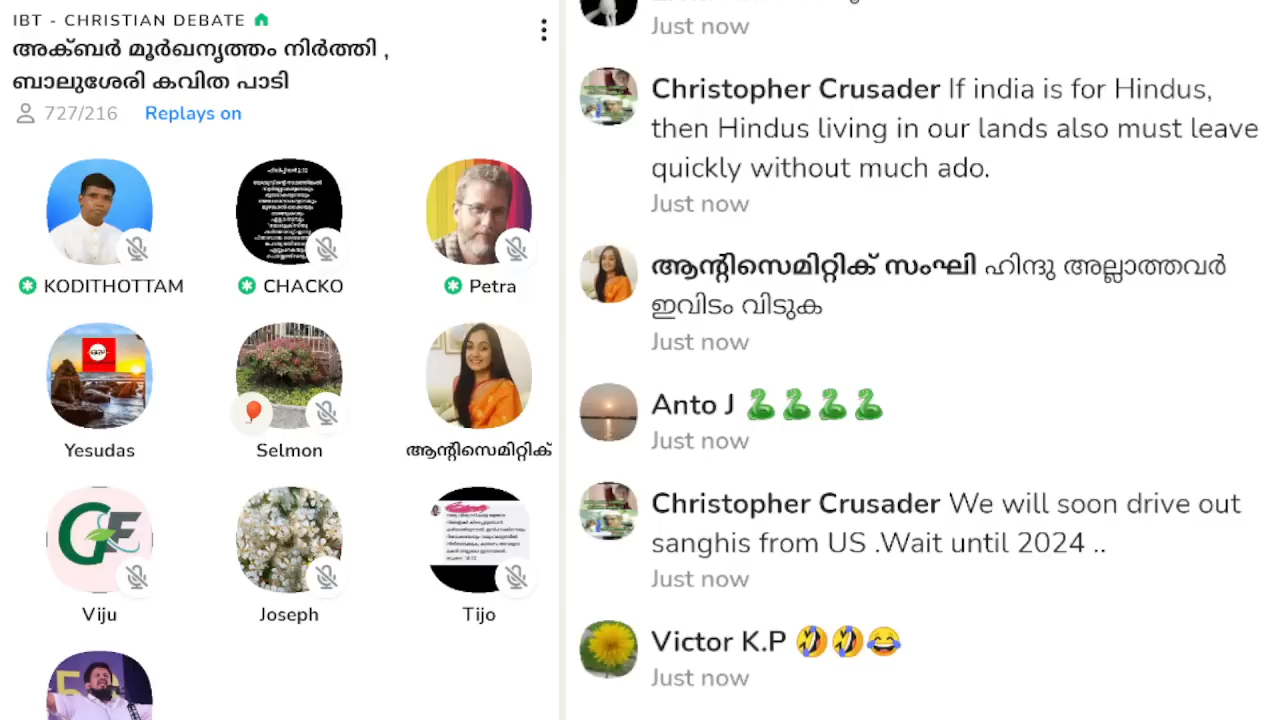 IBT - CHRISTIAN DEBATE
അക്ബർ മൂർഖനൃത്തം നിർത്തി ,
ബാലുശേരി കവിത പാടി
727/216 Replays on
KODITHOTTAM CHACKO Petra
Yesudas Selmon ആന്റിസെമിറ്റിക്
GF
Viju Joseph Tijo
Just now
Christopher Crusader If india is for Hindus,
then Hindus living in our lands also must leave
quickly without much ado.
Just now
ആന്റിസെമിറ്റിക് സംഘി ഹിന്ദു അല്ലാത്തവർ
ഇവിടം വിടുക
Just now
Anto J 🐍🐍🐍🐍
Just now
Christopher Crusader We will soon drive out
sanghis from US .Wait until 2024 ..
Just now
Victor K.P 🤣🤣😂
Just now